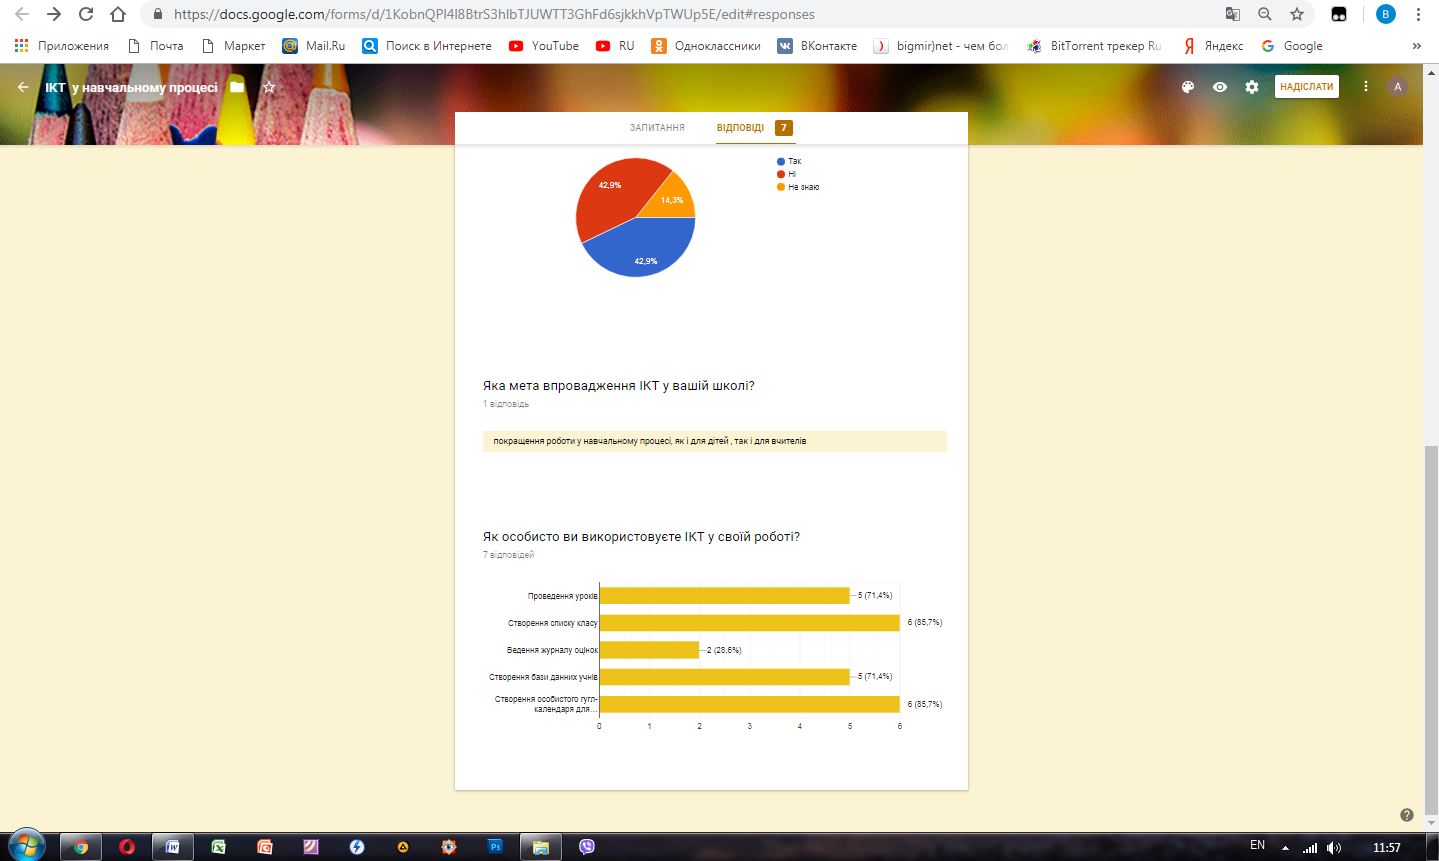 https://docs.google.com/forms/d/1KobnQPl4I8BtrS3hIbTJUWTT3GhFd6sjkkhVpTWUp5E/edit#responses
B
Приложения Почта Маркет Mail.Ru Поиск в Интернете YouTube RU Одноклассники ВКонтакте bigmir)net - чем бол BitTorrent трекер Ru Яндекс Google »
ІКТ у навчальному процесі
НАДІСЛАТИ
A
ЗАПИТАННЯ ВІДПОВІДІ 7
Так
Ні
Не знаю
42,9%
14,3%
42,9%
Яка мета впровадження ІКТ у вашій школі?
1 відповідь
покращення роботи у навчальному процесі, як і для дітей , так і для вчителів
Як особисто ви використовуєте ІКТ у своїй роботі?
7 відповідей
Проведення уроків 5 (71,4%)
Створення списку класу 6 (85,7%)
Ведення журналу оцінок 2 (28,6%)
Створення бази данних учнів 5 (71,4%)
Створення особистого гугл-
календаря для… 6 (85,7%)
0 1 2 3 4 5 6
EN 11:57